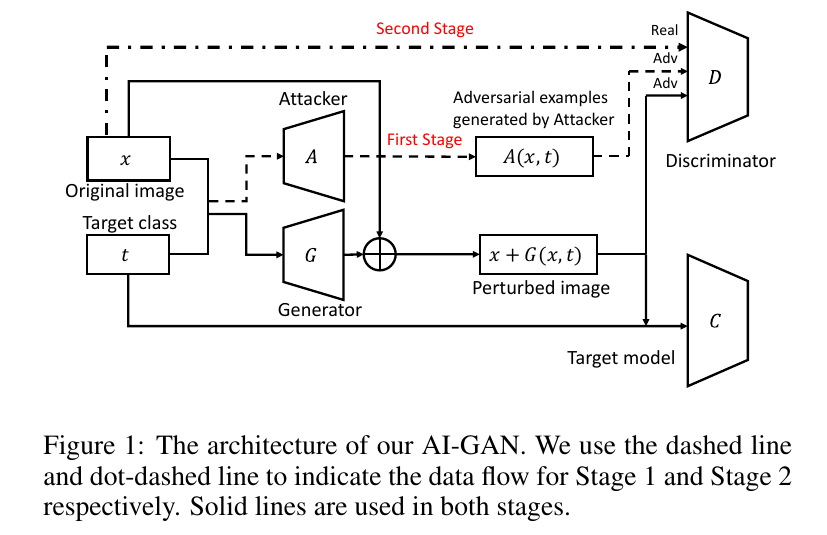 Second Stage
Real
Adv
Adv
D
Discriminator
Attacker
A
First Stage
Adversarial examples
generated by Attacker
A(x, t)
x
Original image
Target class
t
G
Generator
x + G(x, t)
Perturbed image
C
Target model
Figure 1: The architecture of our AI-GAN. We use the dashed line
and dot-dashed line to indicate the data flow for Stage 1 and Stage 2
respectively. Solid lines are used in both stages.